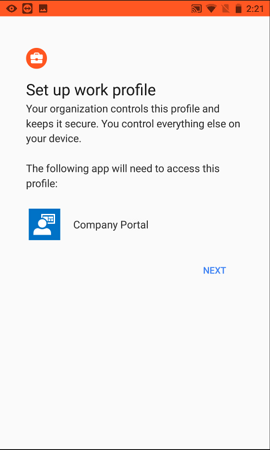 2:21
Set up work profile
Your organization controls this profile and
keeps it secure. You control everything else on
your device.
The following app will need to access this
profile:
Company Portal
NEXT